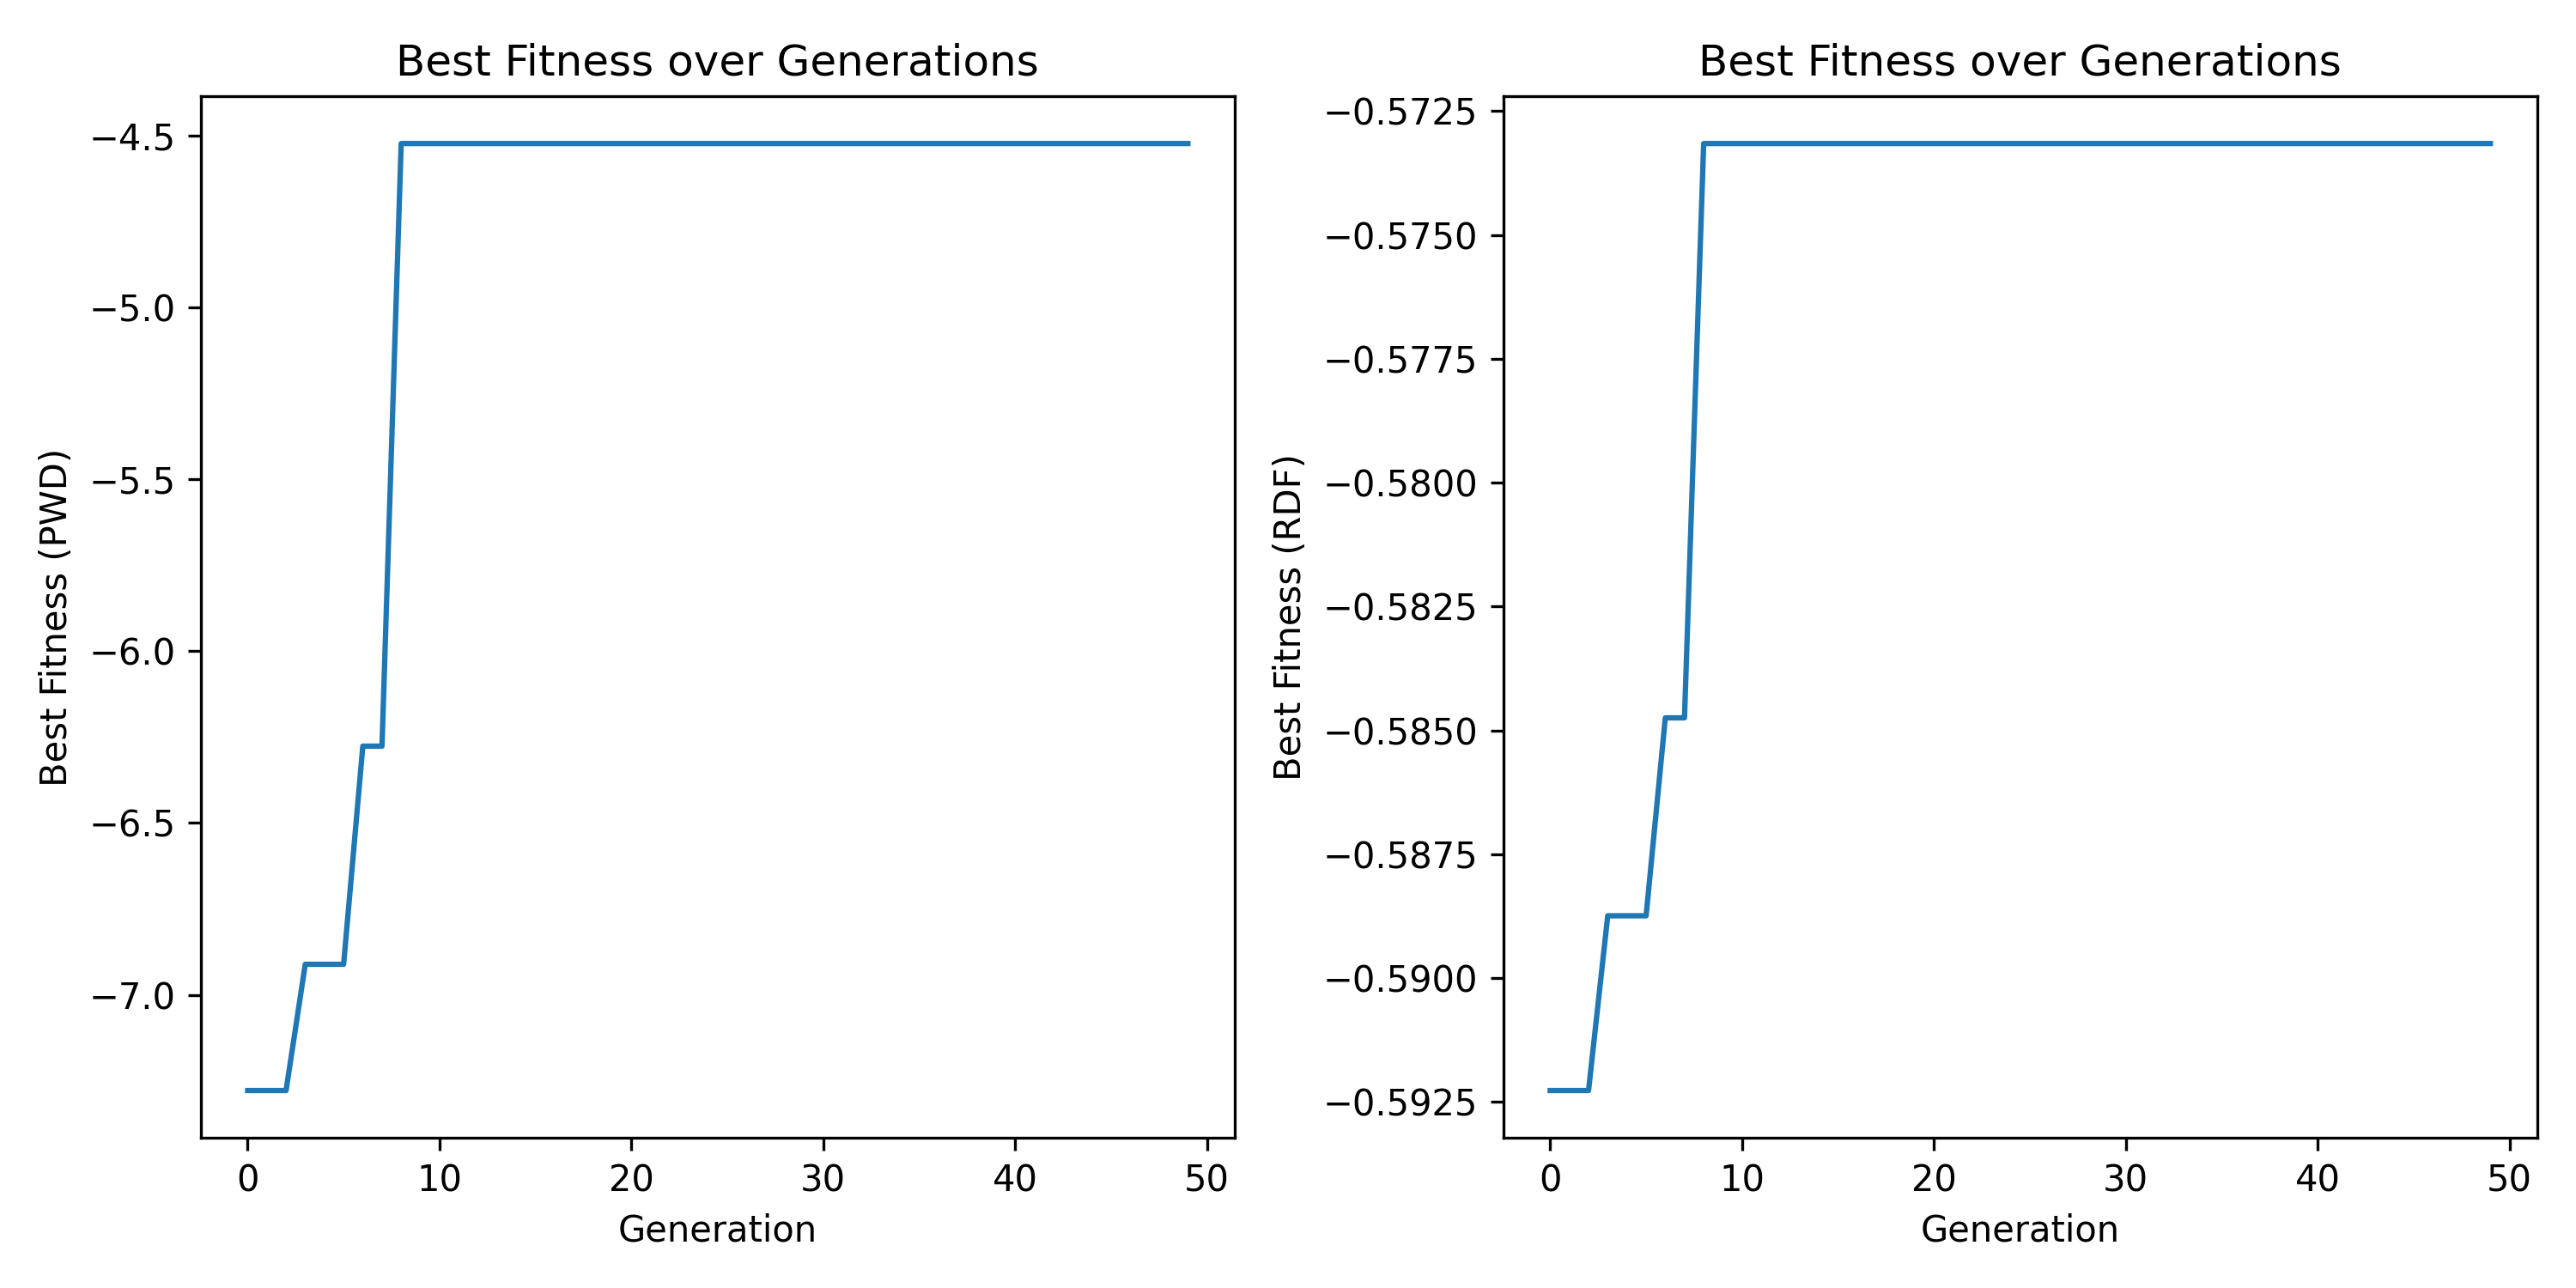 Best Fitness over Generations
Best Fitness (PWD)
−4.5
−5.0
−5.5
−6.0
−6.5
−7.0
0 10 20 30 40 50
Generation
Best Fitness over Generations
Best Fitness (RDF)
−0.5725
−0.5750
−0.5775
−0.5800
−0.5825
−0.5850
−0.5875
−0.5900
−0.5925
0 10 20 30 40 50
Generation